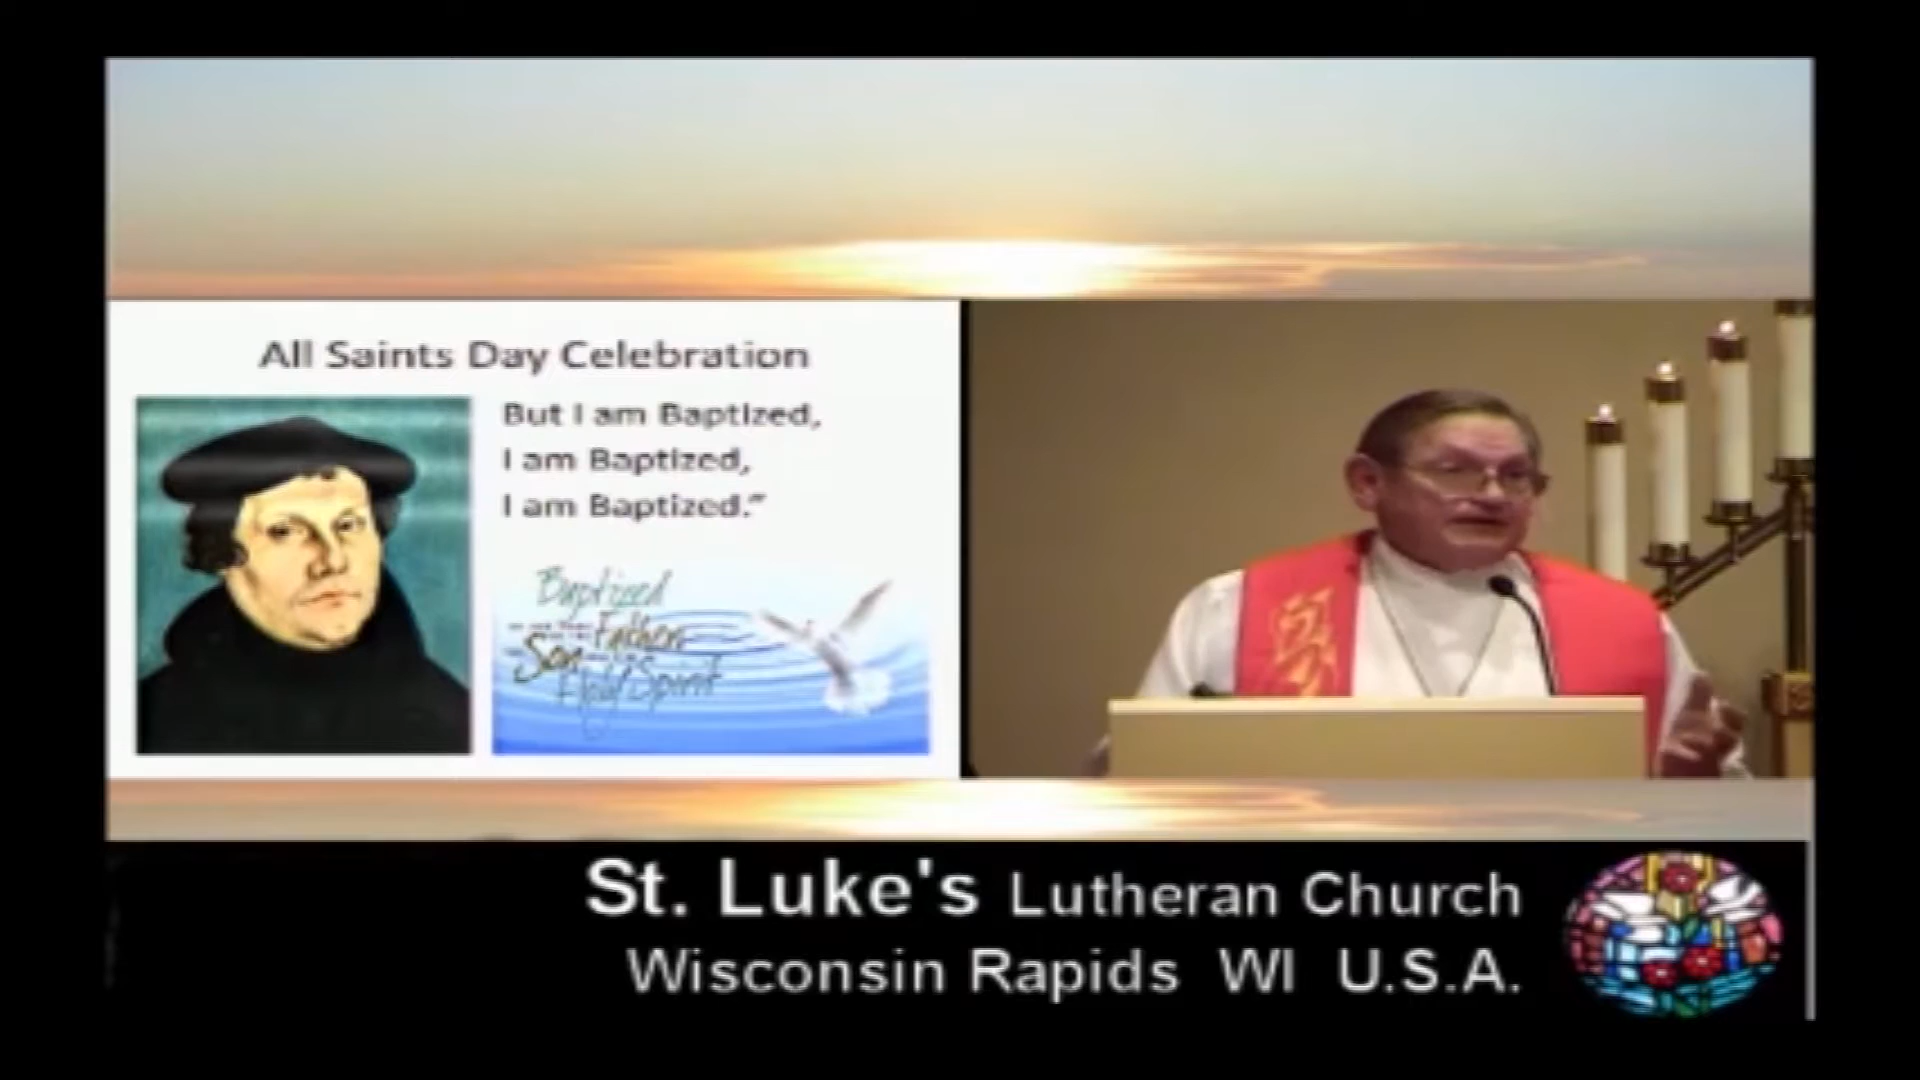 All Saints Day Celebration
But I am Baptized,
I am Baptized,
I am Baptized."
Baptized
Father
Son
Holy Spirit
St. Luke's Lutheran Church
Wisconsin Rapids WI U.S.A.